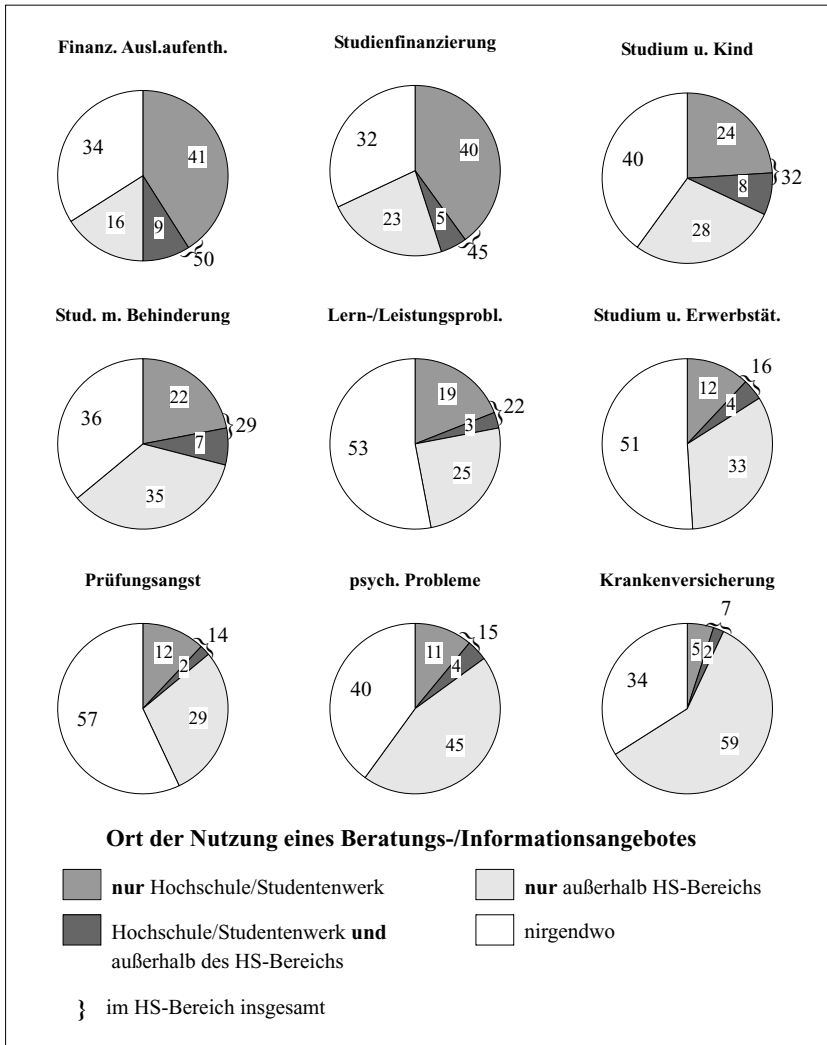 Finanz. Ausl.aufenth.
34
41
16
9
50
Studienfinanzierung
32
40
23
5
45
Studium u. Kind
40
24
8
32
28
Stud. m. Behinderung
36
22
7
29
35
Lern-/Leistungsprobl.
53
19
3
22
25
Studium u. Erwerbstät.
51
12
4
16
33
Prüfungsangst
57
12
2
14
29
psych. Probleme
40
11
4
15
45
Krankenversicherung
34
5
2
7
59
Ort der Nutzung eines Beratungs-/Informationsangebotes
nur Hochschule/Studentenwerk
Hochschule/Studentenwerk und
außerhalb des HS-Bereichs
} im HS-Bereich insgesamt
nur außerhalb HS-Bereichs
nirgendwo